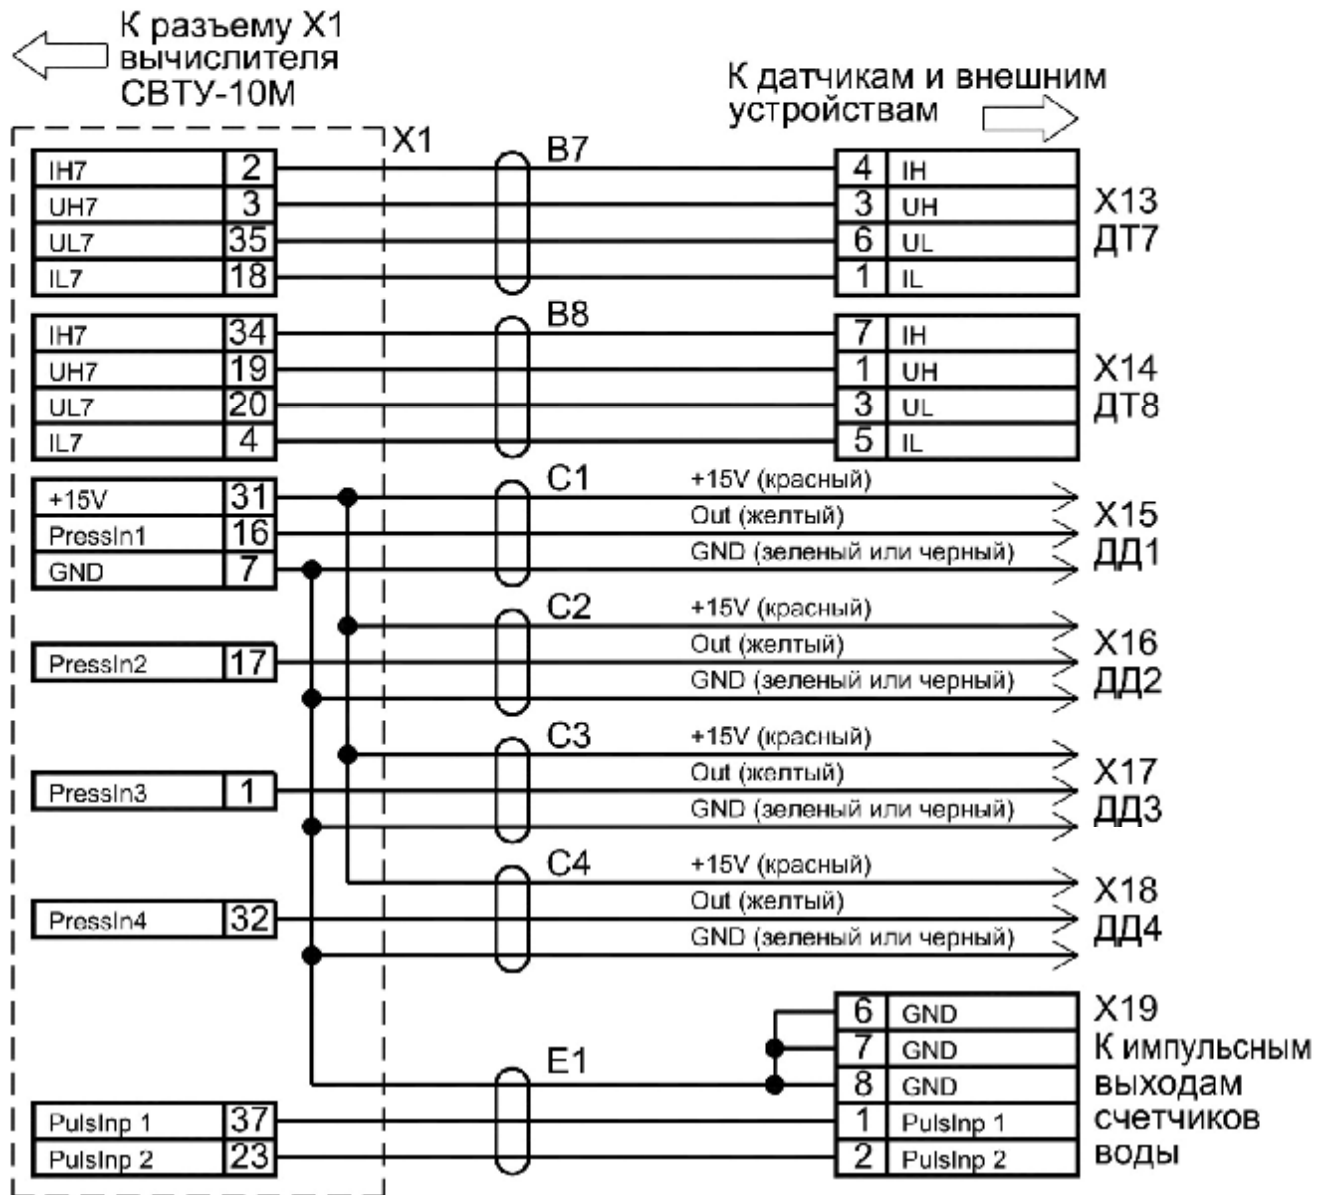 К разъему X1
вычислителя
СВТУ-10М
К датчикам и внешним
устройствам
X1
B7
IH7 2
4 IH
UH7 3
3 UH
UL7 35
6 UL
IL7 18
1 IL
X13
ДТ7
B8
IH7 34
7 IH
UH7 19
1 UH
UL7 20
3 UL
IL7 4
5 IL
X14
ДТ8
+15V 31
PressIn1 16
GND 7
C1
+15V (красный)
Out (желтый)
GND (зеленый или черный)
X15
ДД1
PressIn2 17
C2
+15V (красный)
Out (желтый)
GND (зеленый или черный)
X16
ДД2
PressIn3 1
C3
+15V (красный)
Out (желтый)
GND (зеленый или черный)
X17
ДД3
PressIn4 32
C4
+15V (красный)
Out (желтый)
GND (зеленый или черный)
X18
ДД4
E1
6 GND
7 GND
8 GND
PulsInp 1 37
1 PulsInp 1
PulsInp 2 23
2 PulsInp 2
X19
К импульсным
выходам
счетчиков
воды